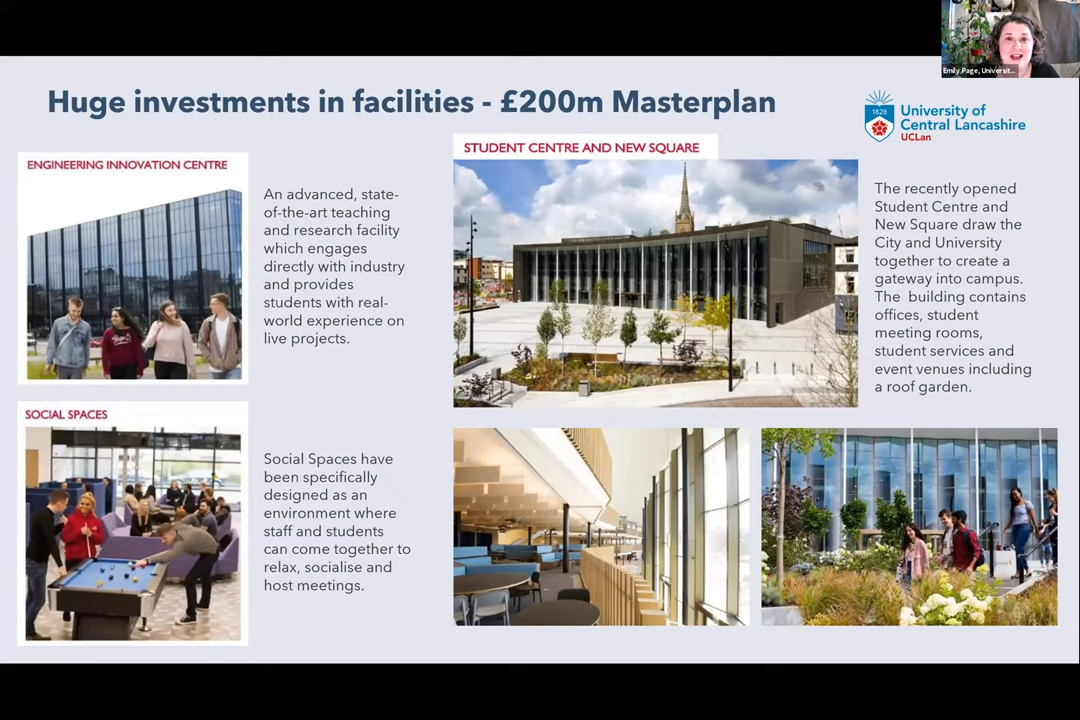 Emily Page, Universit...
Huge investments in facilities - £200m Masterplan
1828
University of
Central Lancashire
UCLan
ENGINEERING INNOVATION CENTRE
An advanced, state-
of-the-art teaching
and research facility
which engages
directly with industry
and provides
students with real-
world experience on
live projects.
STUDENT CENTRE AND NEW SQUARE
The recently opened
Student Centre and
New Square draw the
City and University
together to create a
gateway into campus.
The  building contains
offices, student
meeting rooms,
student services and
event venues including
a roof garden.
SOCIAL SPACES
Social Spaces have
been specifically
designed as an
environment where
staff and students
can come together to
relax, socialise and
host meetings.